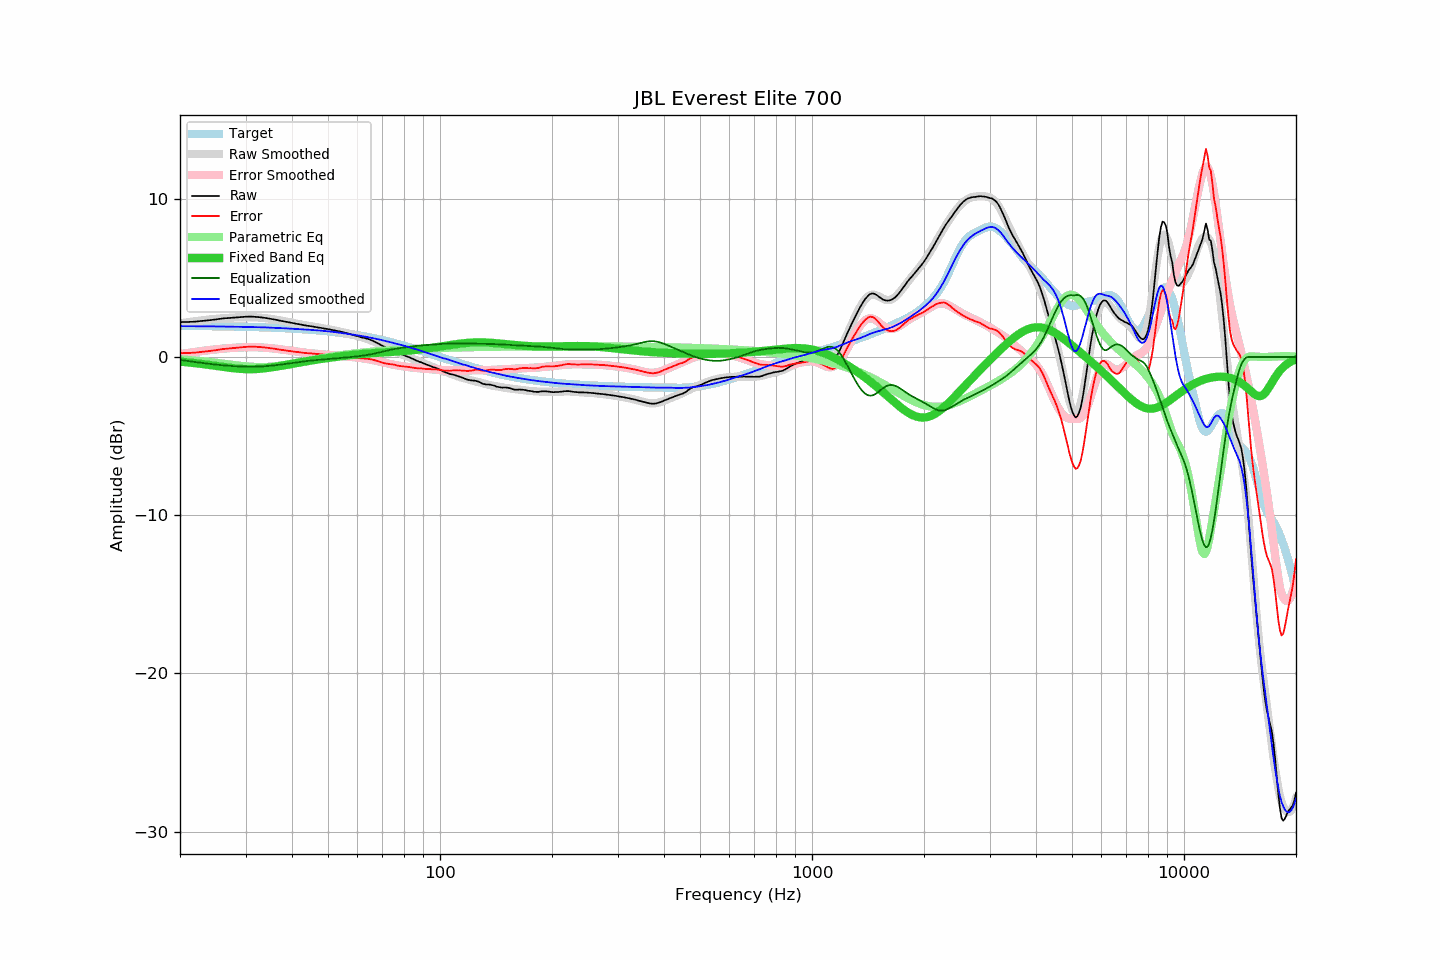 JBL Everest Elite 700
Target
Raw Smoothed
Error Smoothed
Raw
Error
Parametric Eq
Fixed Band Eq
Equalization
Equalized smoothed
10
0
−10
−20
−30
Amplitude (dBr)
100 1000 10000
Frequency (Hz)